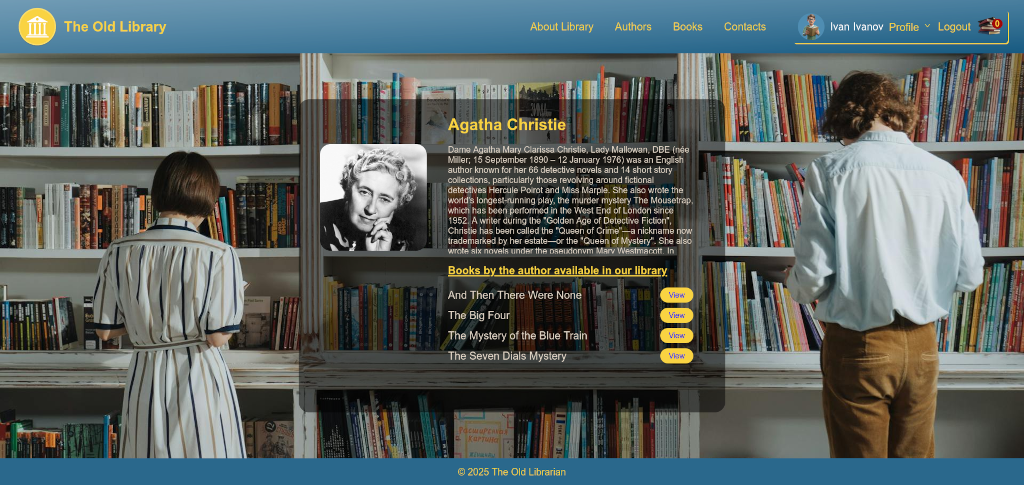 The Old Library
About Library
Authors
Books
Contacts
Ivan Ivanov
Profile
Logout
0
Agatha Christie
Dame Agatha Mary Clarissa Christie, Lady Mallowan, DBE (née
Miller; 15 September 1890 – 12 January 1976) was an English
author known for her 66 detective novels and 14 short story
collections, particularly those revolving around fictional
detectives Hercule Poirot and Miss Marple. She also wrote the
world's longest-running play, the murder mystery The Mousetrap,
which has been performed in the West End of London since
1952. A writer during the "Golden Age of Detective Fiction",
Christie has been called the "Queen of Crime"—a nickname now
trademarked by her estate—or the "Queen of Mystery". She also
wrote six novels under the pseudonym Mary Westmacott. In
Books by the author available in our library
And Then There Were None View
The Big Four View
The Mystery of the Blue Train View
The Seven Dials Mystery View
© 2025 The Old Librarian